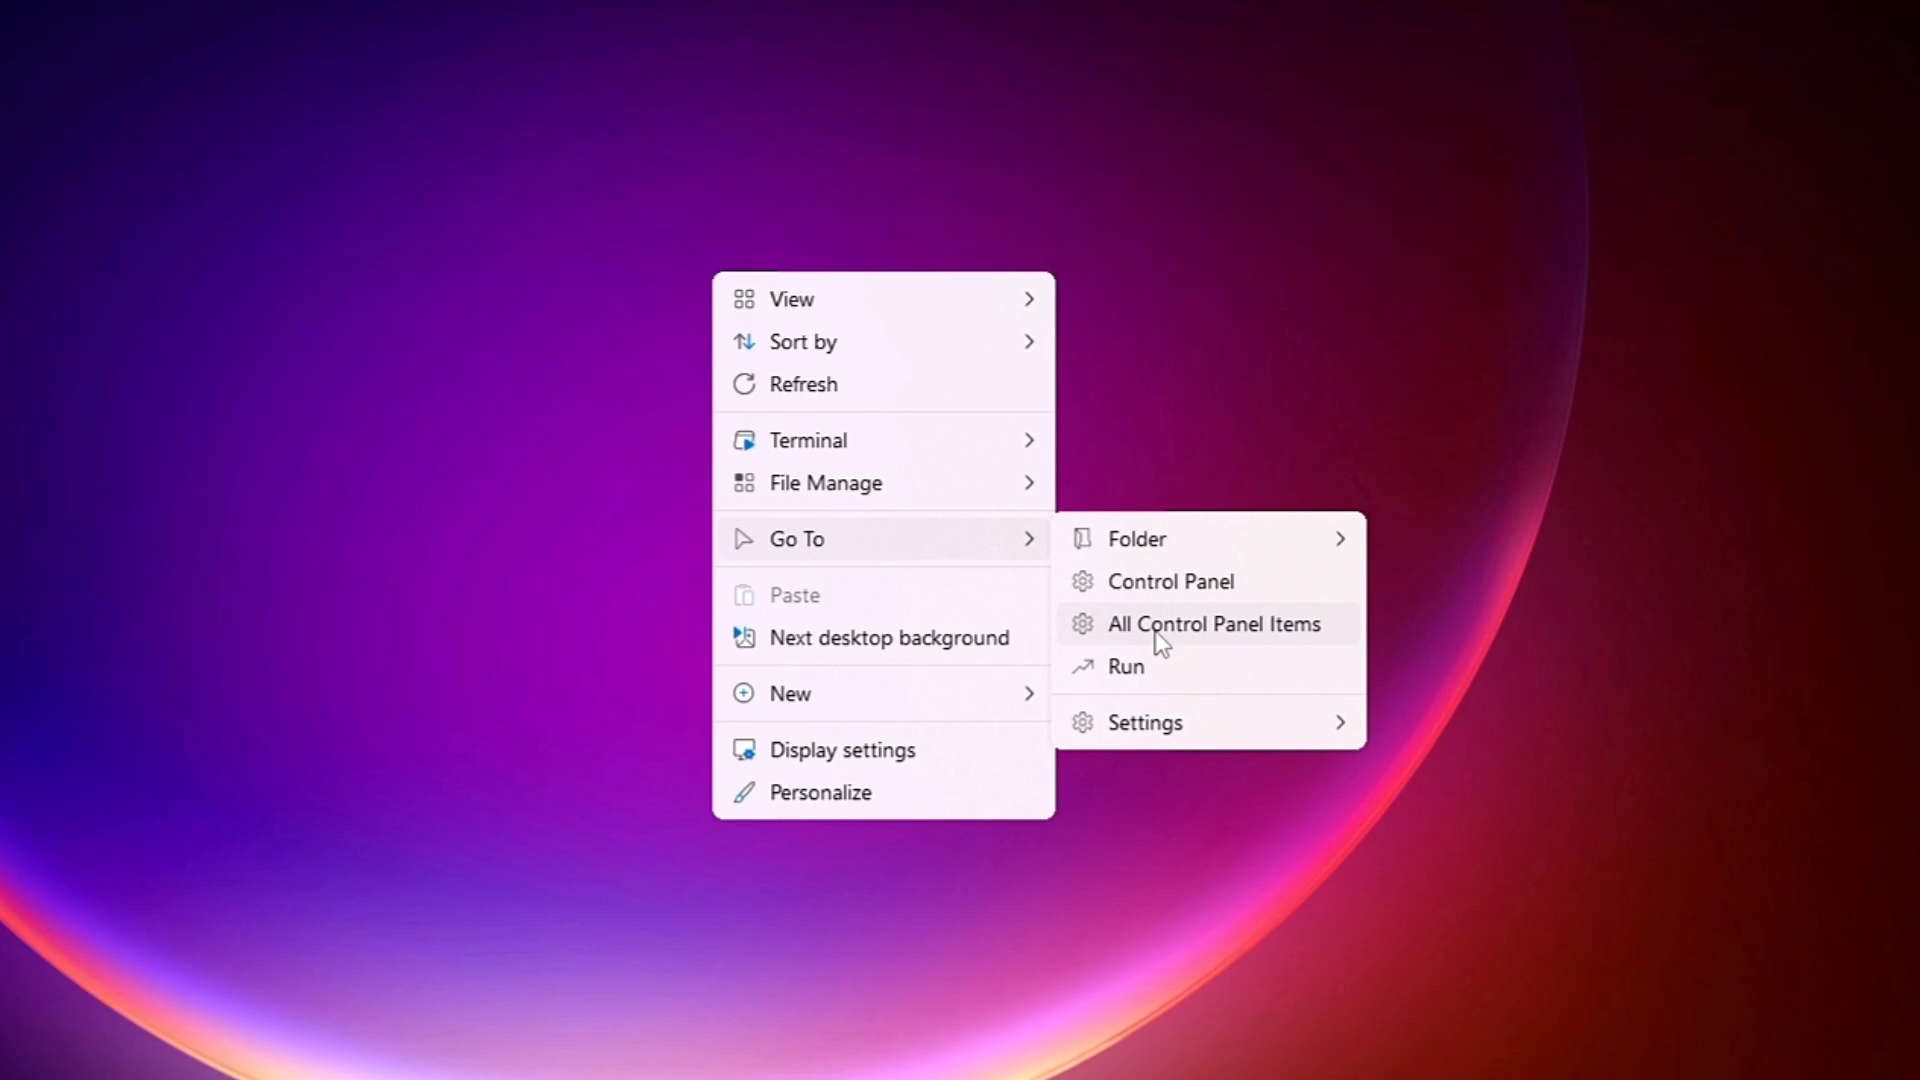 View
Sort by
Refresh
Terminal
File Manage
Go To
Paste
Next desktop background
New
Display settings
Personalize
Folder
Control Panel
All Control Panel Items
Run
Settings